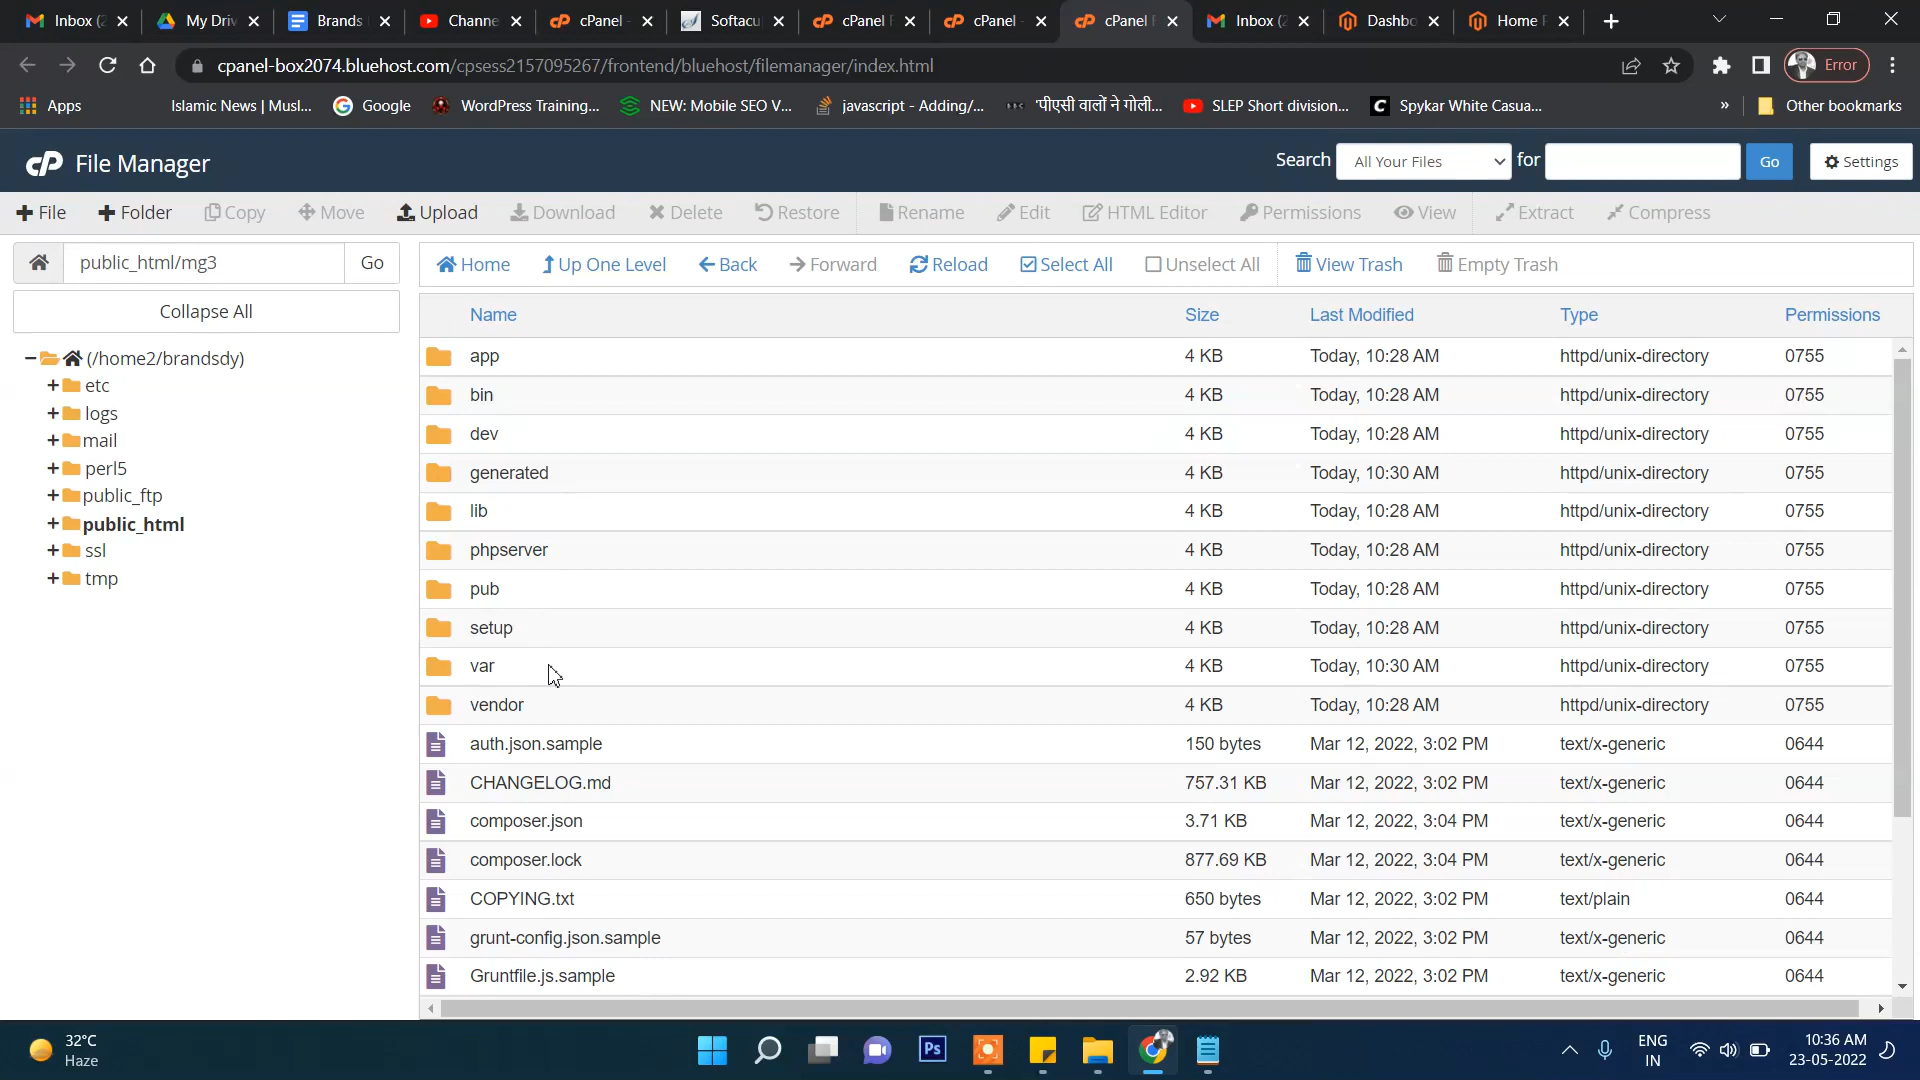 Inbox (2
My Driv
Brands
Channe
cPanel -
Softacu
cPanel F
cPanel -
cPanel F
Inbox (2
Dashbo
Home P
cpanel-box2074.bluehost.com/cpsess2157095267/frontend/bluehost/filemanager/index.html
Error
Apps
Islamic News | Musl...
Google
WordPress Training...
NEW: Mobile SEO V...
javascript - Adding/...
'पीएसी वालों ने गोली...
SLEP Short division...
Spykar White Casua...
»
Other bookmarks
cP File Manager
Search All Your Files for Go Settings
File Folder Copy Move Upload Download Delete Restore Rename Edit HTML Editor Permissions View Extract Compress
public_html/mg3 Go
Home Up One Level Back Forward Reload Select All Unselect All View Trash Empty Trash
Collapse All
(/home2/brandsdy)
etc
logs
mail
perl5
public_ftp
public_html
ssl
tmp
Name Size Last Modified Type Permissions
app 4 KB Today, 10:28 AM httpd/unix-directory 0755
bin 4 KB Today, 10:28 AM httpd/unix-directory 0755
dev 4 KB Today, 10:28 AM httpd/unix-directory 0755
generated 4 KB Today, 10:30 AM httpd/unix-directory 0755
lib 4 KB Today, 10:28 AM httpd/unix-directory 0755
phpserver 4 KB Today, 10:28 AM httpd/unix-directory 0755
pub 4 KB Today, 10:28 AM httpd/unix-directory 0755
setup 4 KB Today, 10:28 AM httpd/unix-directory 0755
var 4 KB Today, 10:30 AM httpd/unix-directory 0755
vendor 4 KB Today, 10:28 AM httpd/unix-directory 0755
auth.json.sample 150 bytes Mar 12, 2022, 3:02 PM text/x-generic 0644
CHANGELOG.md 757.31 KB Mar 12, 2022, 3:02 PM text/x-generic 0644
composer.json 3.71 KB Mar 12, 2022, 3:04 PM text/x-generic 0644
composer.lock 877.69 KB Mar 12, 2022, 3:04 PM text/x-generic 0644
COPYING.txt 650 bytes Mar 12, 2022, 3:02 PM text/plain 0644
grunt-config.json.sample 57 bytes Mar 12, 2022, 3:02 PM text/x-generic 0644
Gruntfile.js.sample 2.92 KB Mar 12, 2022, 3:02 PM text/x-generic 0644
32°C
Haze
Ps
ENG
IN
10:36 AM
23-05-2022